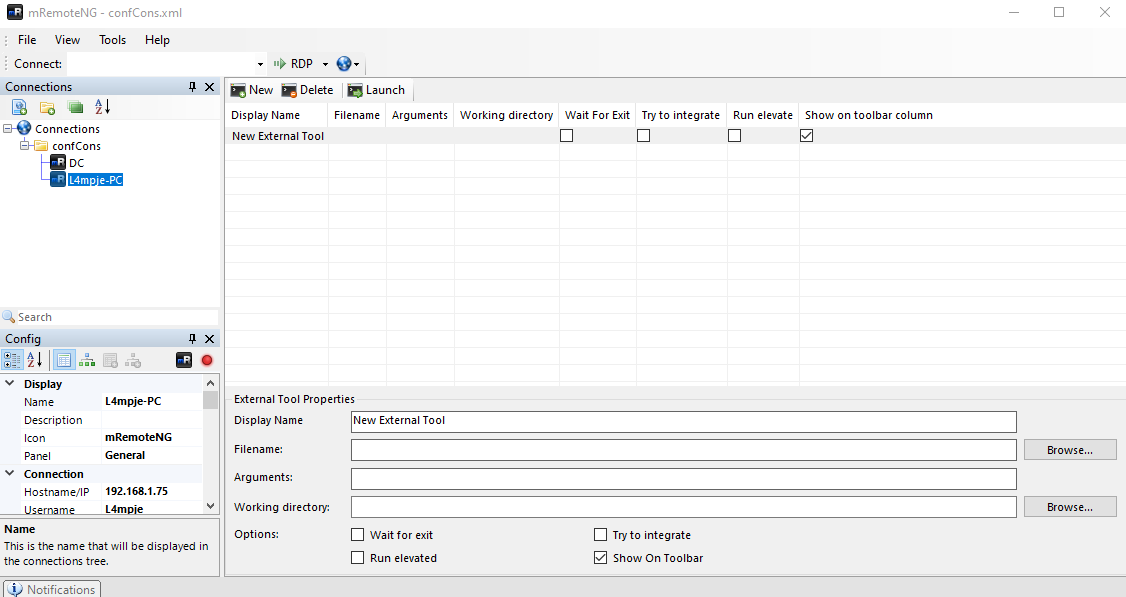 mRemoteNG - confCons.xml
File View Tools Help
Connect: RDP
Connections
A Z
Connections
confCons
DC
L4mpje-PC
Search
Config
A Z
Display
Name L4mpje-PC
Description
Icon mRemoteNG
Panel General
Connection
Hostname/IP 192.168.1.75
Username L4mpje
Name
This is the name that will be displayed in
the connections tree.
New Delete Launch
Display Name Filename Arguments Working directory Wait For Exit Try to integrate Run elevate Show on toolbar column
New External Tool
External Tool Properties
Display Name New External Tool
Filename: Browse...
Arguments:
Working directory: Browse...
Options: Wait for exit Try to integrate
Run elevated Show On Toolbar
Notifications